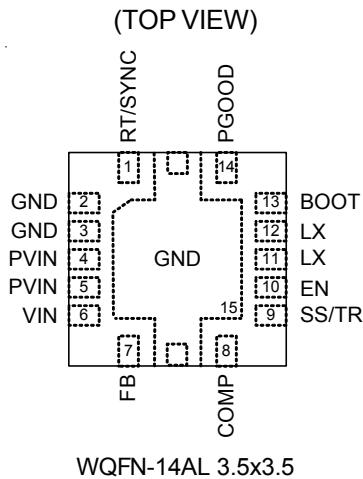 (TOP VIEW)
RT/SYNC
PGOOD
1
14
GND 2
13 BOOT
GND 3
12 LX
PVIN 4
GND
11 LX
PVIN 5
10 EN
VIN 6
15
9 SS/TR
7
8
FB
COMP
WQFN-14AL 3.5x3.5